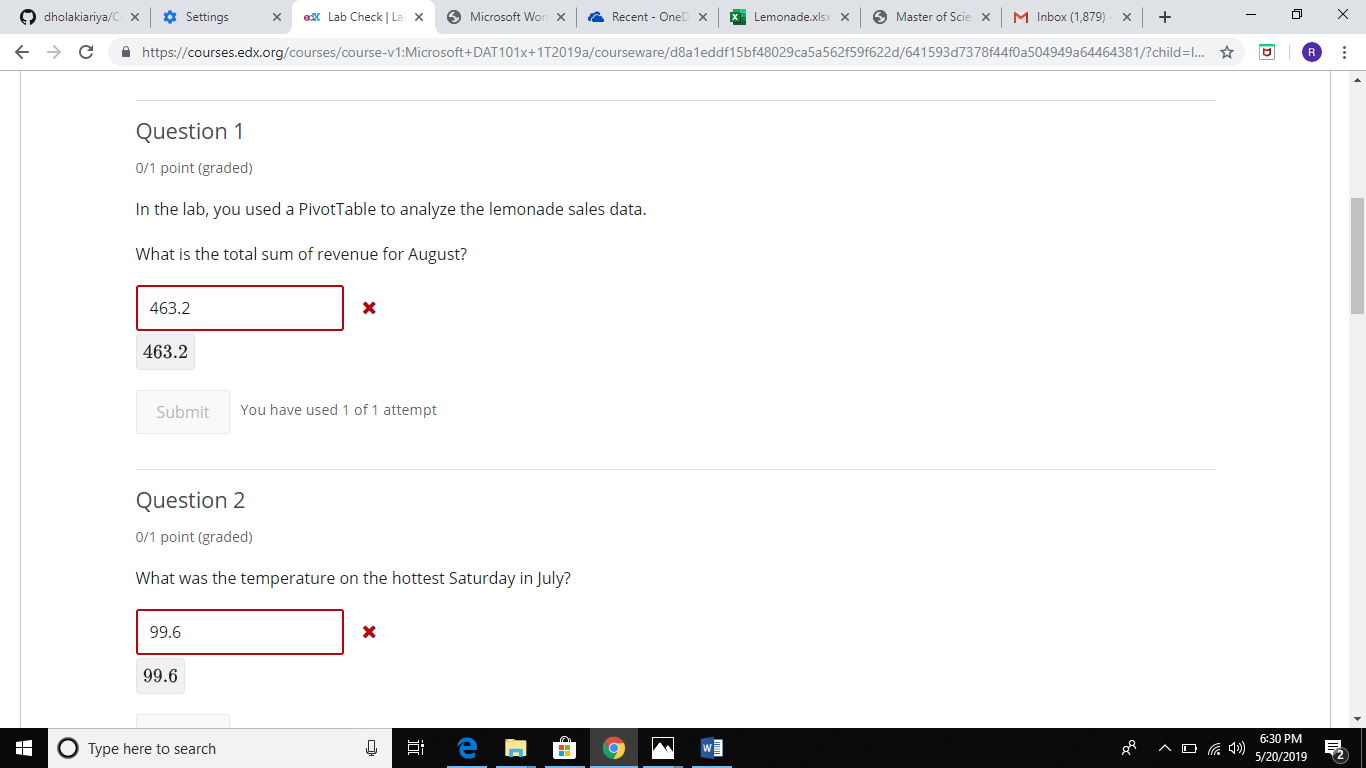 dholakiariya/C
Settings
edX Lab Check | La
Microsoft Wor
Recent - OneD
Lemonade.xlsx
Master of Scie
Inbox (1,879) -
https://courses.edx.org/courses/course-v1:Microsoft+DAT101x+1T2019a/courseware/d8a1eddf15bf48029ca5a562f59f622d/641593d7378f44f0a504949a64464381/?child=l...
R
Question 1
0/1 point (graded)
In the lab, you used a PivotTable to analyze the lemonade sales data.
What is the total sum of revenue for August?
463.2
463.2
Submit
You have used 1 of 1 attempt
Question 2
0/1 point (graded)
What was the temperature on the hottest Saturday in July?
99.6
99.6
Type here to search
6:30 PM
5/20/2019
2